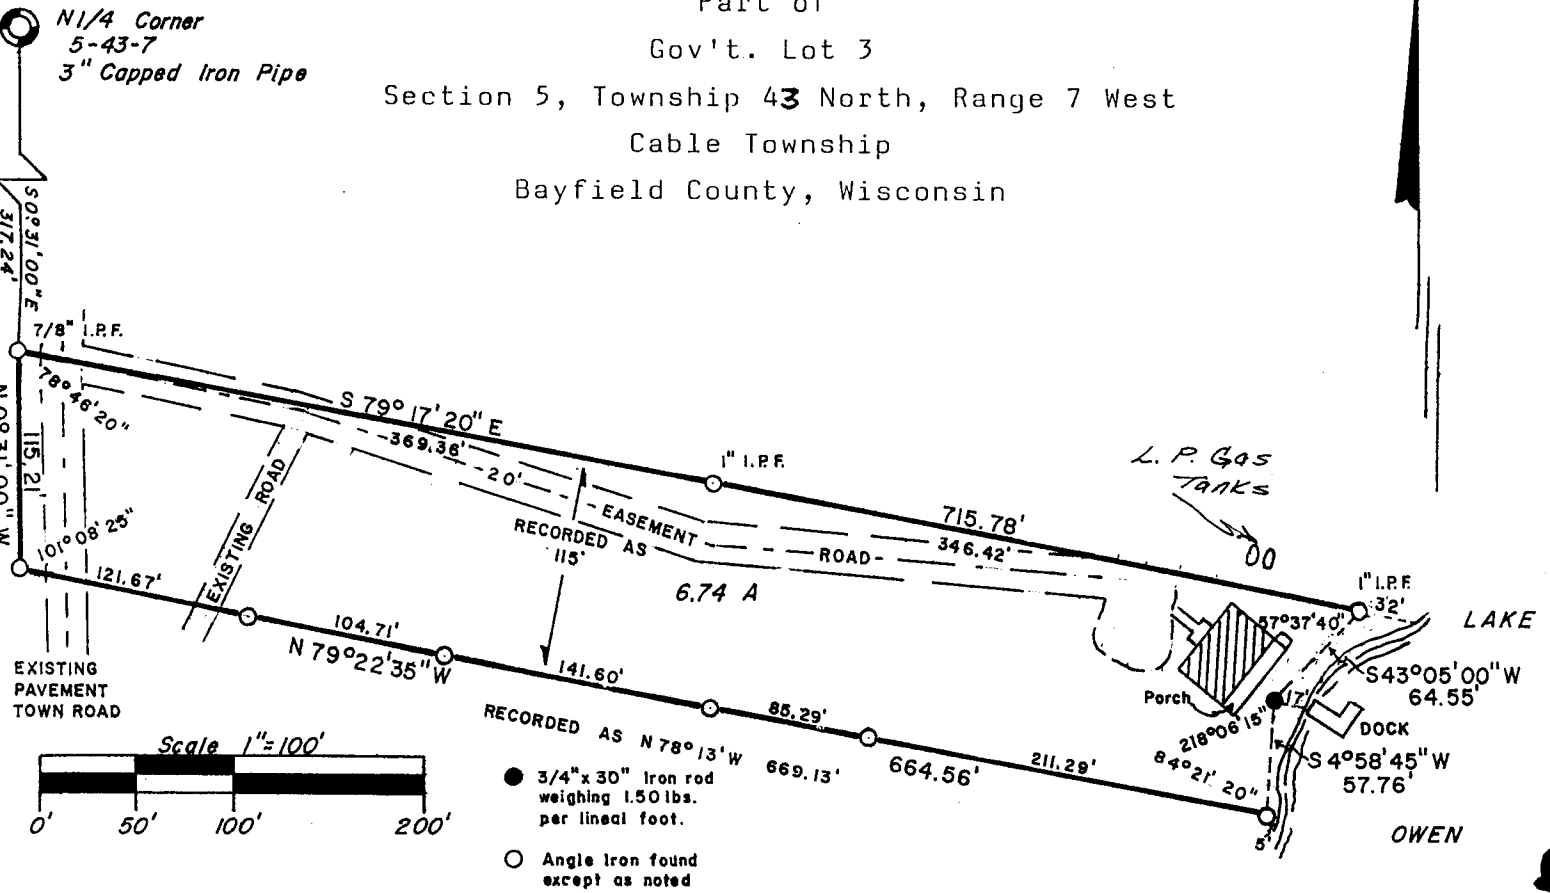 Part of
Gov't. Lot 3
Section 5, Township 43 North, Range 7 West
Cable Township
Bayfield County, Wisconsin
N 1/4 Corner
5-43-7
3" Capped Iron Pipe
S 0° 31' 00" E
317.24'
7/8" I.P.F.
78° 46' 20"
N 0° 31' 00" W
115.21
101° 08' 25"
S 79° 17' 20" E
369.36'
20'
EASEMENT
ROAD
1" I.P.F.
715.78'
346.42'
L.P. Gas
Tanks
1" I.P.F.
32'
57° 37' 40"
LAKE
S 43° 05' 00" W
64.55'
EXISTING ROAD
RECORDED AS
115'
6.74 A
121.67'
104.71'
N 79° 22' 35" W
141.60'
85.29'
211.29'
RECORDED AS N 78° 13' W 669.13'
664.56'
Porch
17'
218° 06' 15"
84° 21' 20"
DOCK
S 4° 58' 45" W
57.76'
5'
OWEN
EXISTING
PAVEMENT
TOWN ROAD
Scale 1"=100'
0' 50' 100' 200'
3/4" x 30" Iron rod
weighing 1.50 lbs.
per lineal foot.
Angle Iron found
except as noted